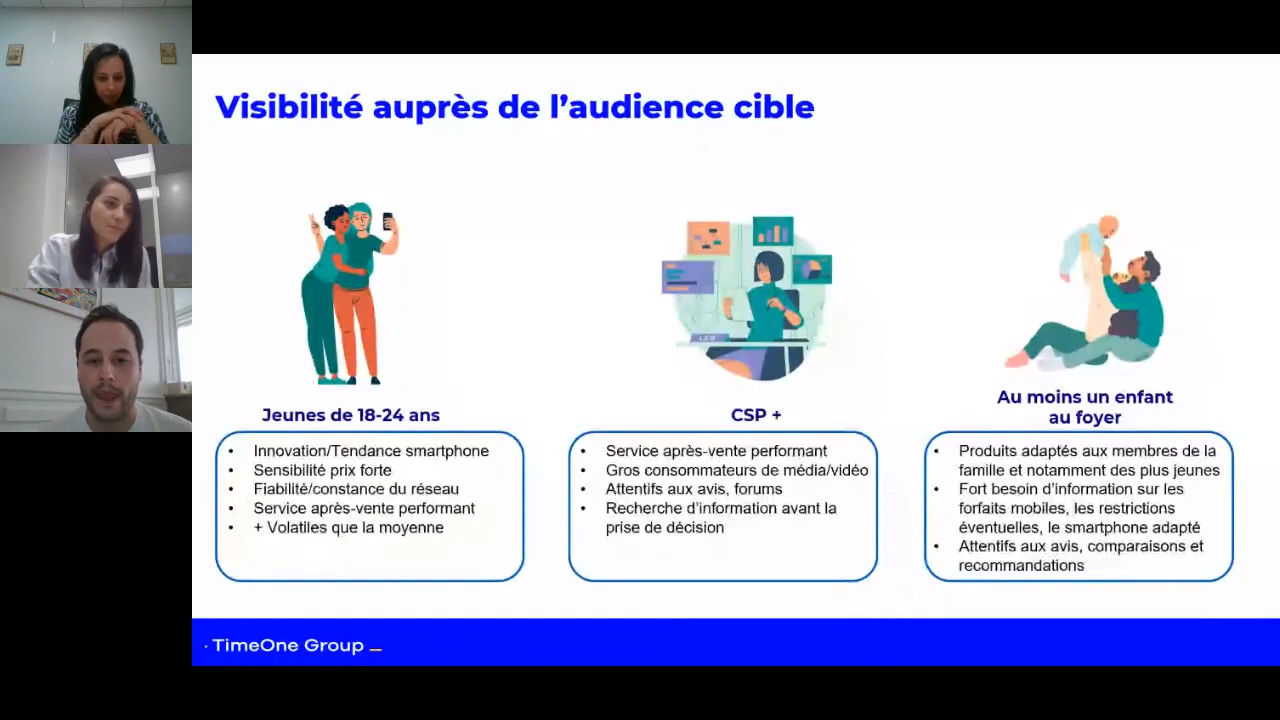 Visibilité auprès de l'audience cible
Jeunes de 18-24 ans
• Innovation/Tendance smartphone
• Sensibilité prix forte
• Fiabilité/constance du réseau
• Service après-vente performant
• + Volatiles que la moyenne
CSP +
• Service après-vente performant
• Gros consommateurs de média/vidéo
• Attentifs aux avis, forums
• Recherche d'information avant la
prise de décision
Au moins un enfant
au foyer
• Produits adaptés aux membres de la
famille et notamment des plus jeunes
• Fort besoin d'information sur les
forfaits mobiles, les restrictions
éventuelles, le smartphone adapté
• Attentifs aux avis, comparaisons et
recommandations
· TimeOne Group _